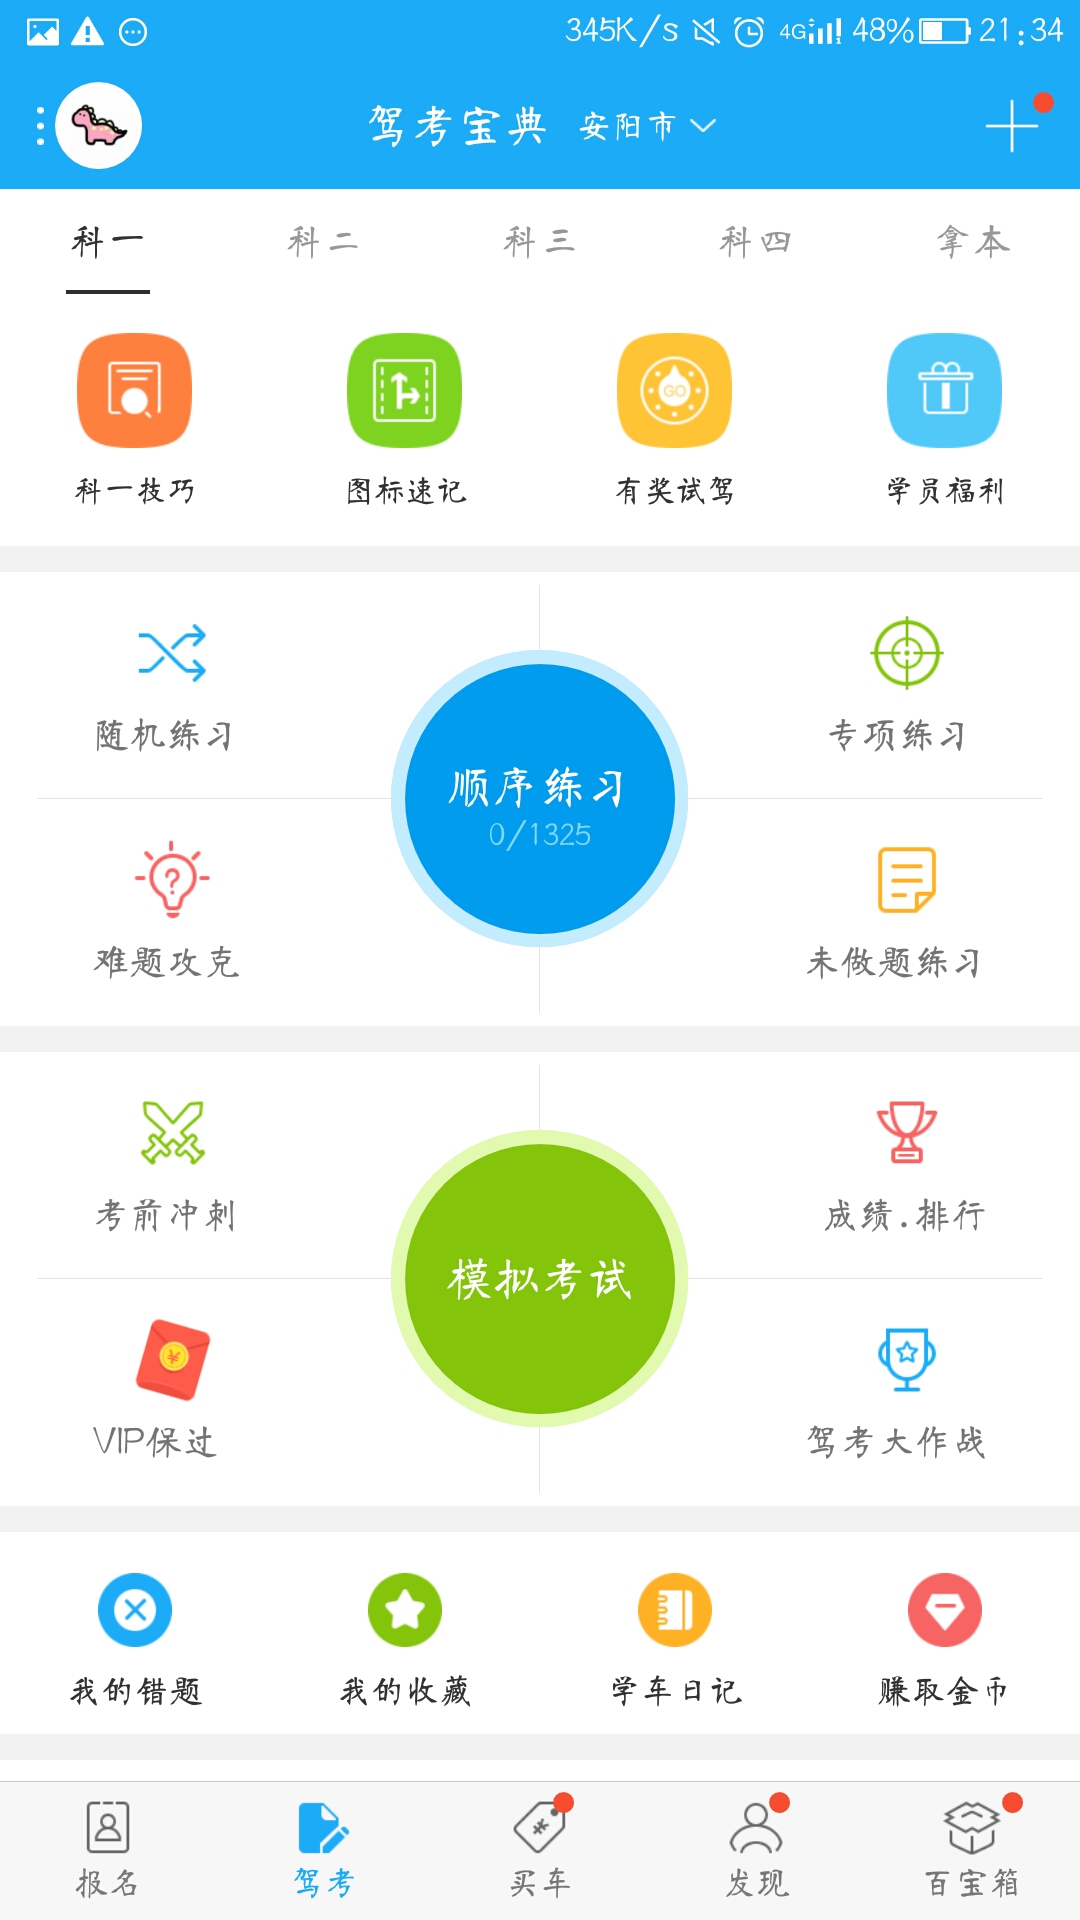 345K/s 4G 48% 21:34
驾考宝典 安阳市
科一 科二 科三 科四 拿本
GO
科一技巧 图标速记 有奖试驾 学员福利
随机练习 专项练习
顺序练习
0/1325
难题攻克 未做题练习
考前冲刺 成绩.排行
模拟考试
VIP保过 驾考大作战
我的错题 我的收藏 学车日记 赚取金币
报名 驾考 买车 发现 百宝箱